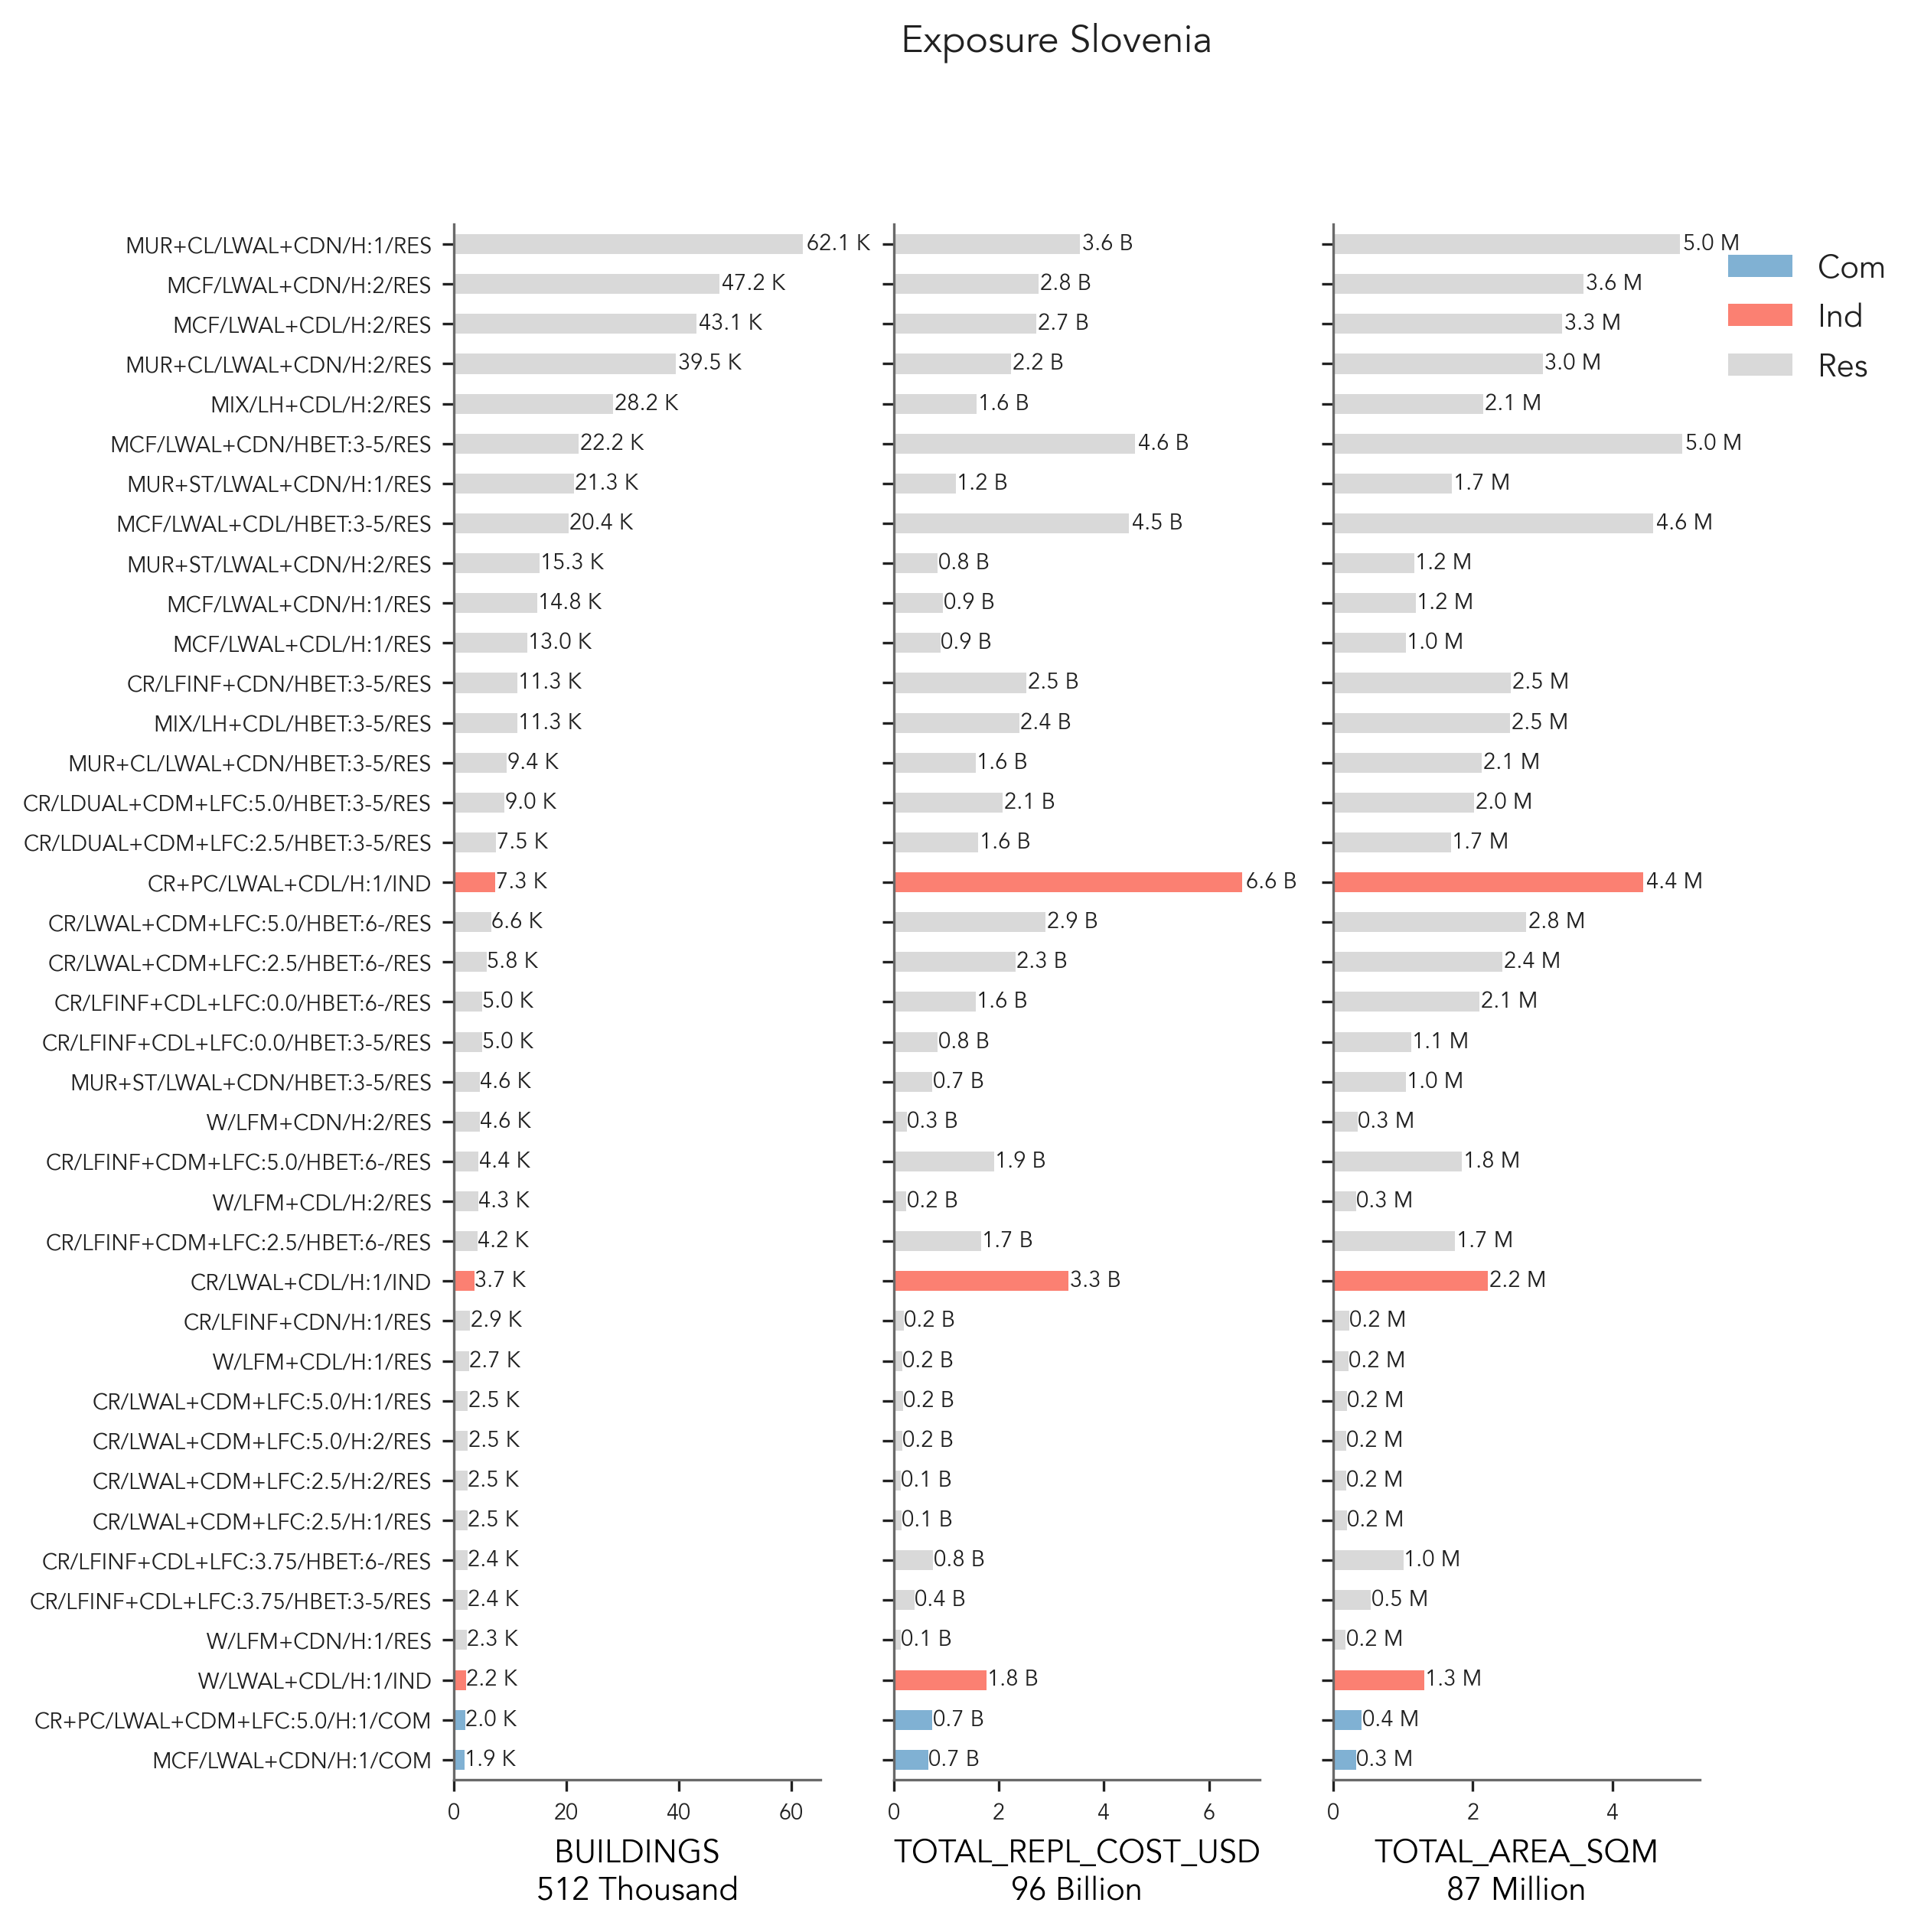 Exposure Slovenia
MUR+CL/LWAL+CDN/H:1/RES 62.1 K 3.6 B 5.0 M
MCF/LWAL+CDN/H:2/RES 47.2 K 2.8 B 3.6 M
MCF/LWAL+CDL/H:2/RES 43.1 K 2.7 B 3.3 M
MUR+CL/LWAL+CDN/H:2/RES 39.5 K 2.2 B 3.0 M
MIX/LH+CDL/H:2/RES 28.2 K 1.6 B 2.1 M
MCF/LWAL+CDN/HBET:3-5/RES 22.2 K 4.6 B 5.0 M
MUR+ST/LWAL+CDN/H:1/RES 21.3 K 1.2 B 1.7 M
MCF/LWAL+CDL/HBET:3-5/RES 20.4 K 4.5 B 4.6 M
MUR+ST/LWAL+CDN/H:2/RES 15.3 K 0.8 B 1.2 M
MCF/LWAL+CDN/H:1/RES 14.8 K 0.9 B 1.2 M
MCF/LWAL+CDL/H:1/RES 13.0 K 0.9 B 1.0 M
CR/LFINF+CDN/HBET:3-5/RES 11.3 K 2.5 B 2.5 M
MIX/LH+CDL/HBET:3-5/RES 11.3 K 2.4 B 2.5 M
MUR+CL/LWAL+CDN/HBET:3-5/RES 9.4 K 1.6 B 2.1 M
CR/LDUAL+CDM+LFC:5.0/HBET:3-5/RES 9.0 K 2.1 B 2.0 M
CR/LDUAL+CDM+LFC:2.5/HBET:3-5/RES 7.5 K 1.6 B 1.7 M
CR+PC/LWAL+CDL/H:1/IND 7.3 K 6.6 B 4.4 M
CR/LWAL+CDM+LFC:5.0/HBET:6-/RES 6.6 K 2.9 B 2.8 M
CR/LWAL+CDM+LFC:2.5/HBET:6-/RES 5.8 K 2.3 B 2.4 M
CR/LFINF+CDL+LFC:0.0/HBET:6-/RES 5.0 K 1.6 B 2.1 M
CR/LFINF+CDL+LFC:0.0/HBET:3-5/RES 5.0 K 0.8 B 1.1 M
MUR+ST/LWAL+CDN/HBET:3-5/RES 4.6 K 0.7 B 1.0 M
W/LFM+CDN/H:2/RES 4.6 K 0.3 B 0.3 M
CR/LFINF+CDM+LFC:5.0/HBET:6-/RES 4.4 K 1.9 B 1.8 M
W/LFM+CDL/H:2/RES 4.3 K 0.2 B 0.3 M
CR/LFINF+CDM+LFC:2.5/HBET:6-/RES 4.2 K 1.7 B 1.7 M
CR/LWAL+CDL/H:1/IND 3.7 K 3.3 B 2.2 M
CR/LFINF+CDN/H:1/RES 2.9 K 0.2 B 0.2 M
W/LFM+CDL/H:1/RES 2.7 K 0.2 B 0.2 M
CR/LWAL+CDM+LFC:5.0/H:1/RES 2.5 K 0.2 B 0.2 M
CR/LWAL+CDM+LFC:5.0/H:2/RES 2.5 K 0.2 B 0.2 M
CR/LWAL+CDM+LFC:2.5/H:2/RES 2.5 K 0.1 B 0.2 M
CR/LWAL+CDM+LFC:2.5/H:1/RES 2.5 K 0.1 B 0.2 M
CR/LFINF+CDL+LFC:3.75/HBET:6-/RES 2.4 K 0.8 B 1.0 M
CR/LFINF+CDL+LFC:3.75/HBET:3-5/RES 2.4 K 0.4 B 0.5 M
W/LFM+CDN/H:1/RES 2.3 K 0.1 B 0.2 M
W/LWAL+CDL/H:1/IND 2.2 K 1.8 B 1.3 M
CR+PC/LWAL+CDM+LFC:5.0/H:1/COM 2.0 K 0.7 B 0.4 M
MCF/LWAL+CDN/H:1/COM 1.9 K 0.7 B 0.3 M
Com
Ind
Res
0 20 40 60 0 2 4 6 0 2 4
BUILDINGS TOTAL_REPL_COST_USD TOTAL_AREA_SQM
512 Thousand 96 Billion 87 Million